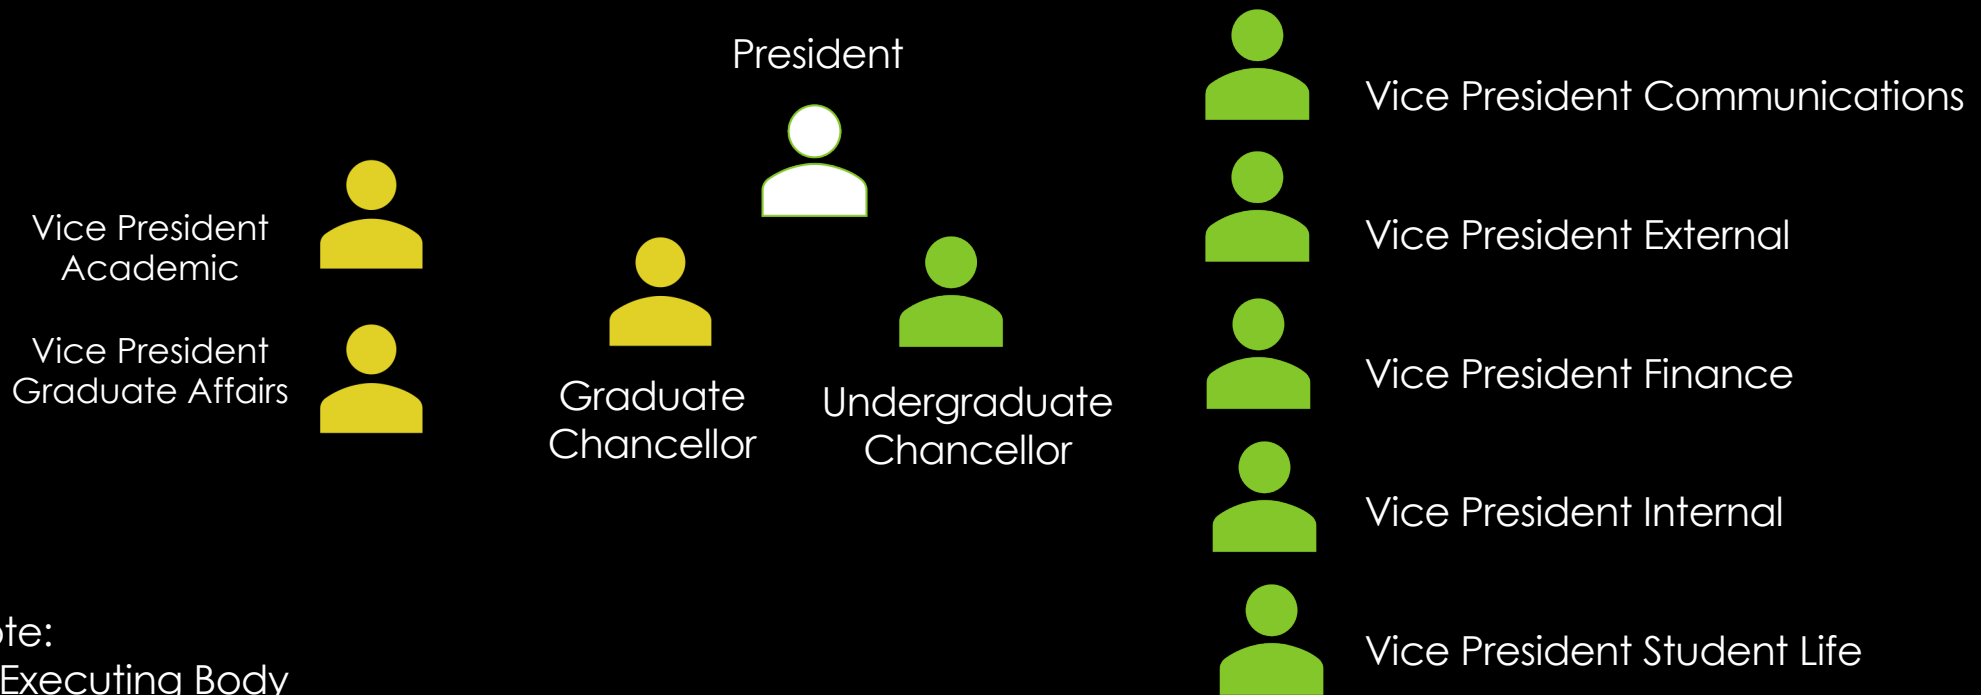 President
Vice President Communications
Vice President
Academic
Vice President External
Vice President
Graduate Affairs
Graduate
Chancellor
Undergraduate
Chancellor
Vice President Finance
Vice President Internal
Vice President Student Life
ote:
Executing Body